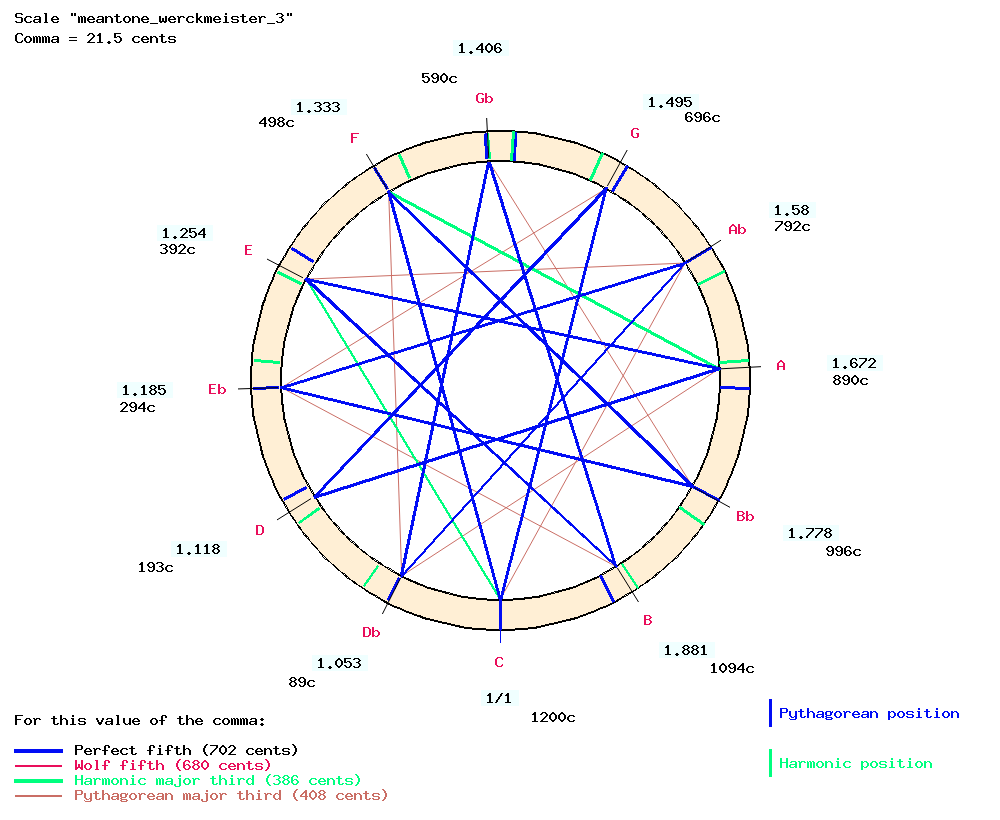 Scale "meantone_werckmeister_3"
Comma = 21.5 cents
1.406
590c
Gb
1.333
498c
F
1.495
696c
G
1.58
792c
Ab
1.254
392c
E
1.672
890c
A
1.185
294c
Eb
1.778
996c
Bb
1.118
193c
D
1.881
1094c
B
1.053
89c
Db
C
1/1
1200c
For this value of the comma:
Perfect fifth (702 cents)
Wolf fifth (680 cents)
Harmonic major third (386 cents)
Pythagorean major third (408 cents)
Pythagorean position
Harmonic position